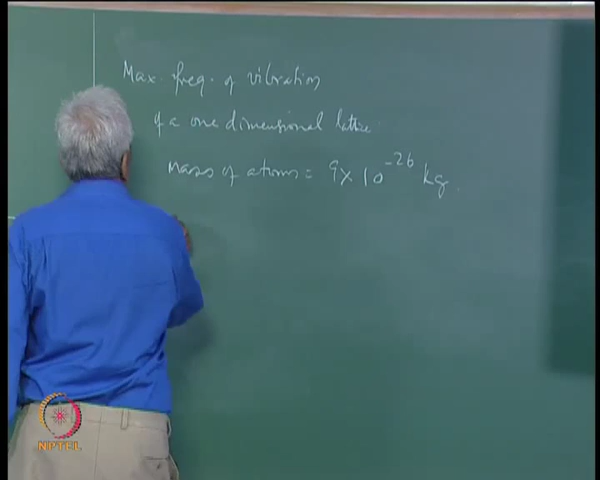 Max. freq. of vibration
of a one dimensional lattice.
mass of atoms = 9 x 10^-26 kg.
NPTEL